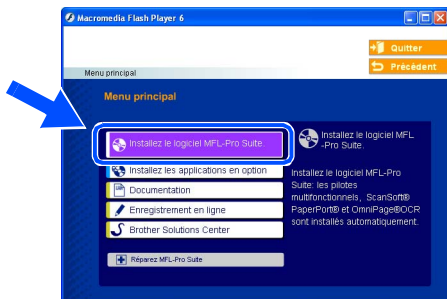 Macromedia Flash Player 6
Quitter
Précédent
Menu principal
Menu principal
Installez le logiciel MFL-Pro Suite.
Installez les applications en option
Documentation
Enregistrement en ligne
Brother Solutions Center
Réparez MFL-Pro Suite
Installez le logiciel MFL
-Pro Suite.
Installez le logiciel MFL-Pro
Suite: les pilotes
multifonctionnels, ScanSoft®
PaperPort® et OmniPage®OCR
sont installés automatiquement.